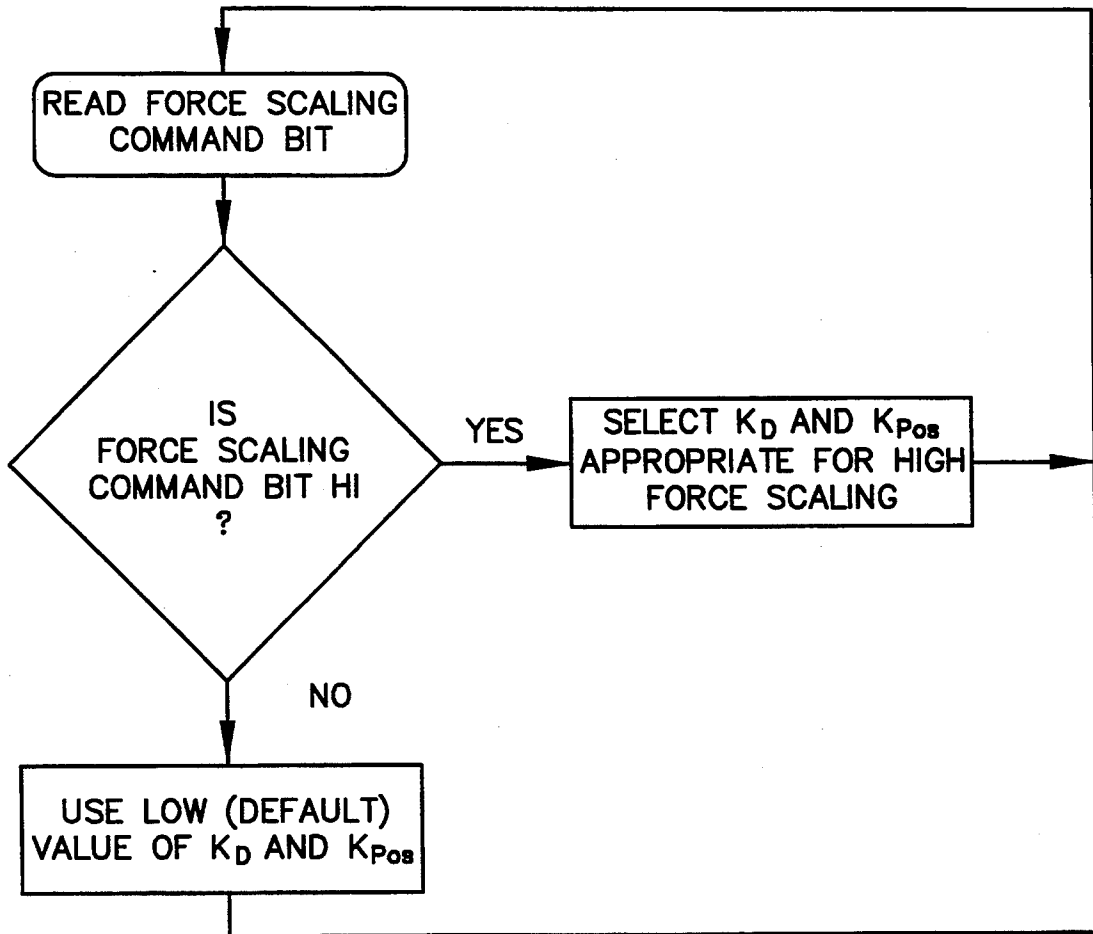 READ FORCE SCALING
COMMAND BIT
IS
FORCE SCALING
COMMAND BIT HI
?
YES
SELECT KD AND KPos
APPROPRIATE FOR HIGH
FORCE SCALING
NO
USE LOW (DEFAULT)
VALUE OF KD AND KPos